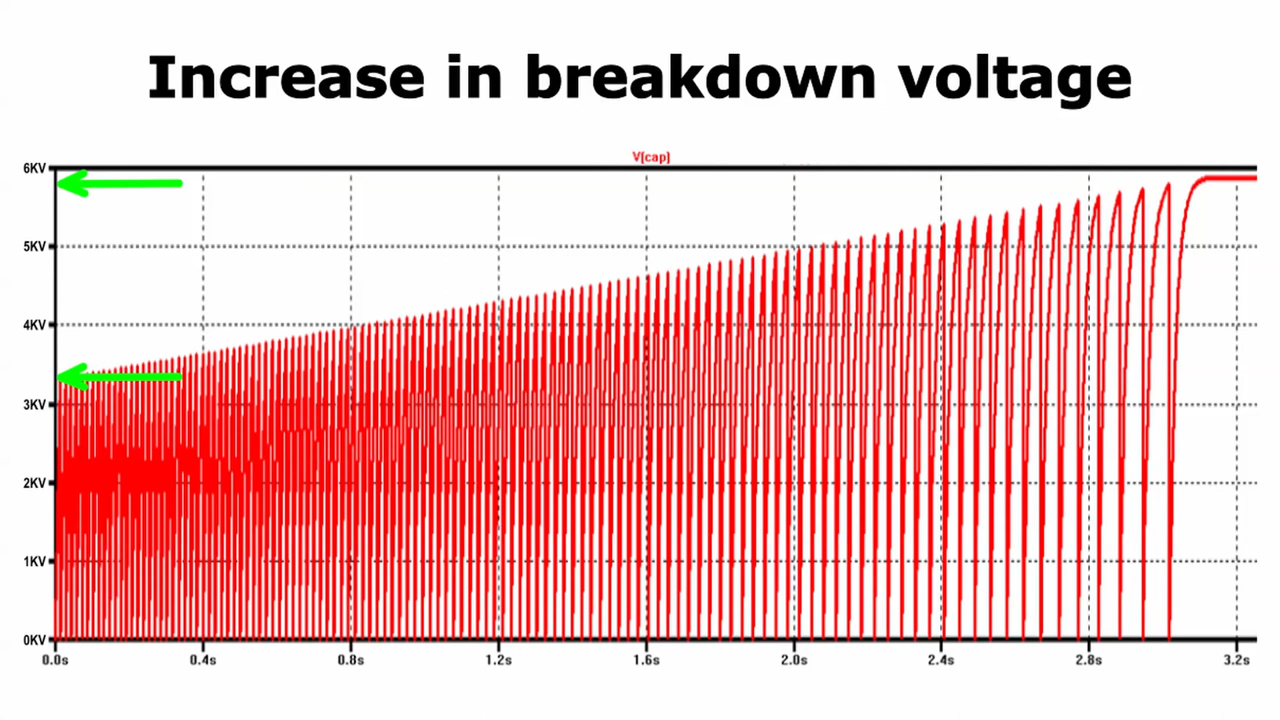 Increase in breakdown voltage
V[cap]
6KV
5KV
4KV
3KV
2KV
1KV
0KV
0.0s 0.4s 0.8s 1.2s 1.6s 2.0s 2.4s 2.8s 3.2s